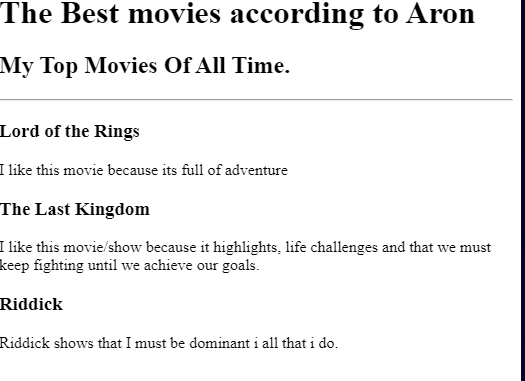 The Best movies according to Aron
My Top Movies Of All Time.
Lord of the Rings
I like this movie because its full of adventure
The Last Kingdom
I like this movie/show because it highlights, life challenges and that we must
keep fighting until we achieve our goals.
Riddick
Riddick shows that I must be dominant i all that i do.